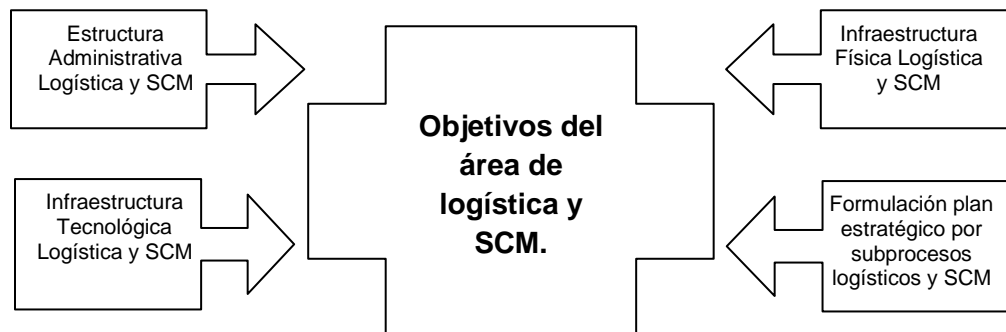 Estructura
Administrativa
Logística y SCM
Infraestructura
Física Logística
y SCM
Objetivos del
área de
logística y
SCM.
Infraestructura
Tecnológica
Logística y SCM
Formulación plan
estratégico por
subprocesos
logísticos y SCM